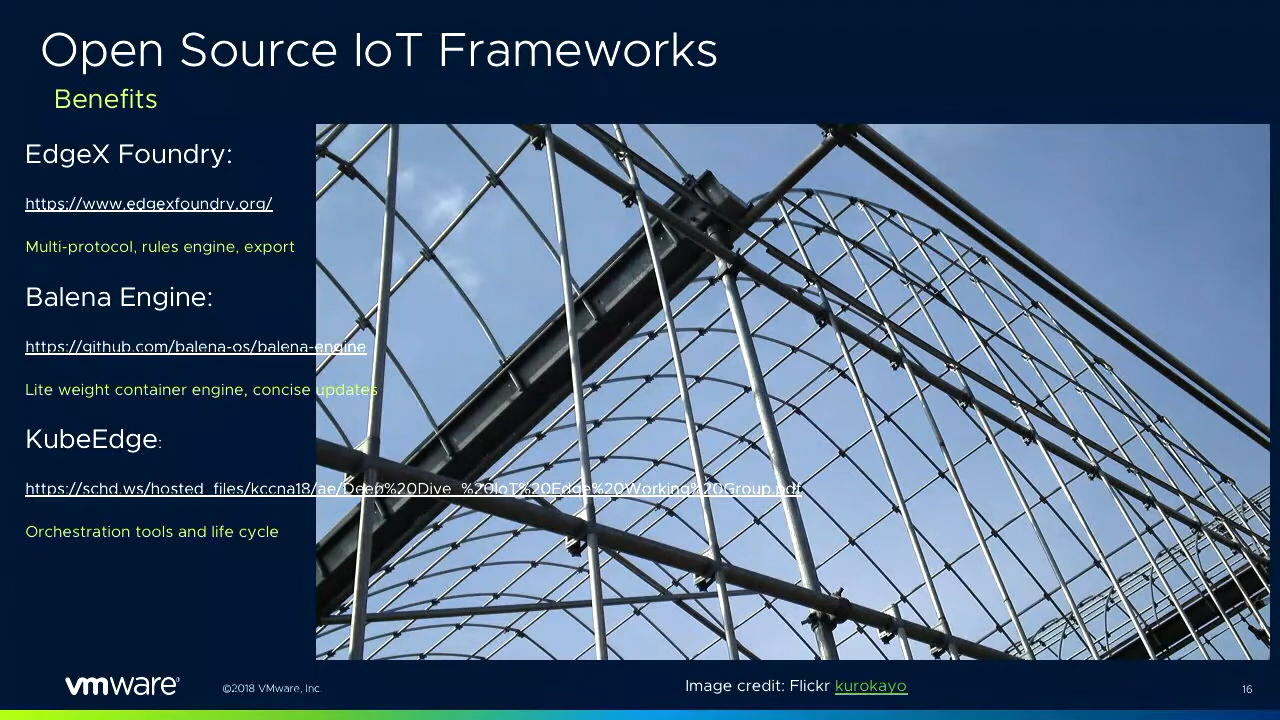 Open Source IoT Frameworks
Benefits
EdgeX Foundry:
https://www.edgexfoundry.org/
Multi-protocol, rules engine, export
Balena Engine:
https://github.com/balena-os/balena-engine
Lite weight container engine, concise updates
KubeEdge:
https://schd.ws/hosted_files/kccna18/ae/Deep%20Dive_%20IoT%20Edge%20Working%20Group.pdf
Orchestration tools and life cycle
vmware®
©2018 VMware, Inc.
Image credit: Flickr kurokayo
16